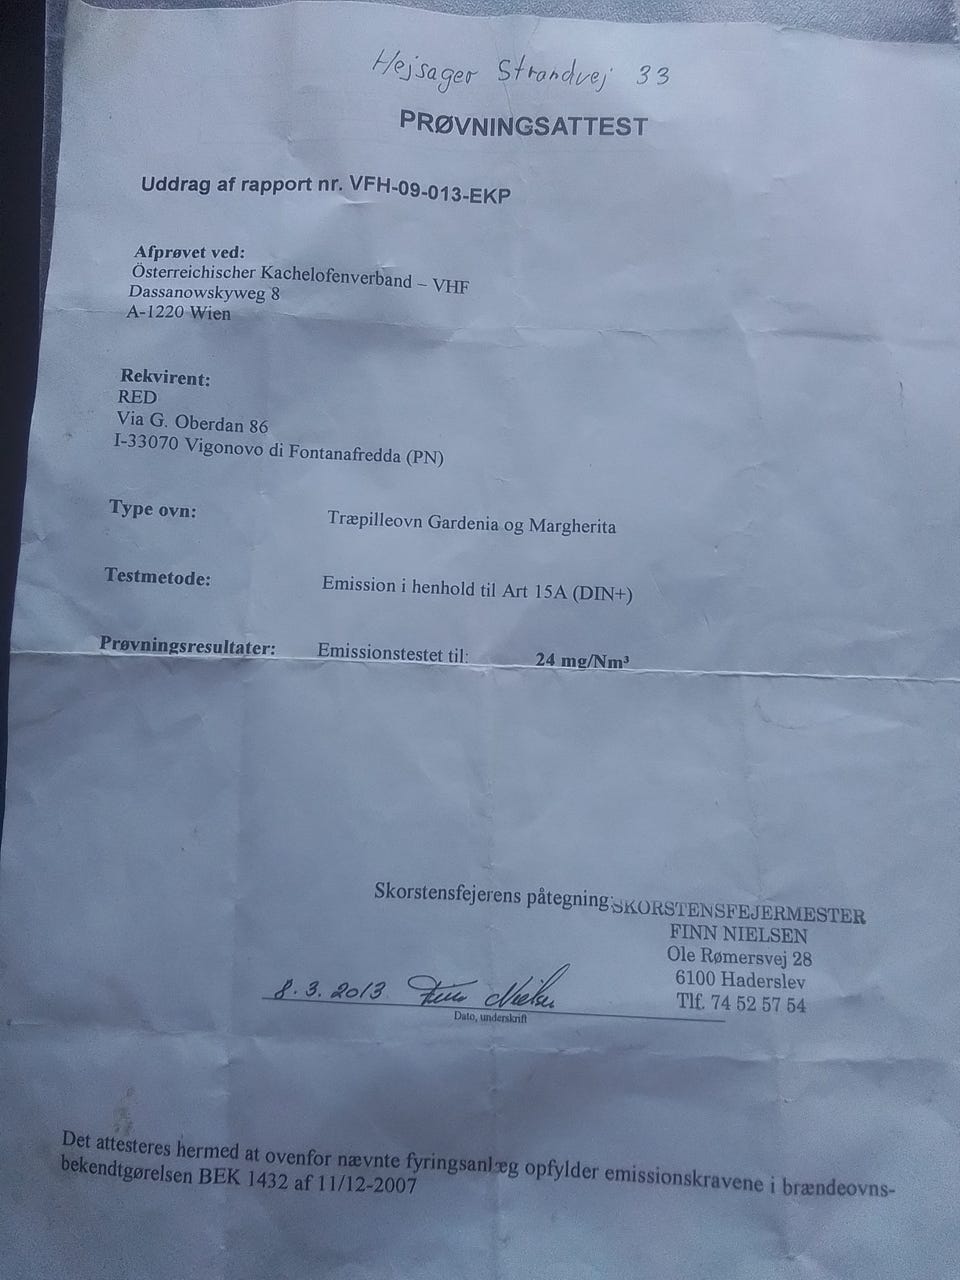 Hejsager Strandvej 33
PRØVNINGSATTEST
Uddrag af rapport nr. VFH-09-013-EKP
Afprøvet ved:
Österreichischer Kachelofenverband – VHF
Dassanowskyweg 8
A-1220 Wien
Rekvirent:
RED
Via G. Oberdan 86
I-33070 Vigonovo di Fontanafredda (PN)
Type ovn: Træpilleovn Gardenia og Margherita
Testmetode: Emission i henhold til Art 15A (DIN+)
Prøvningsresultater: Emissionstestet til: 24 mg/Nm³
Skorstensfejerens påtegning:
SKORSTENSFEJERMESTER
FINN NIELSEN
Ole Rømersvej 28
6100 Haderslev
Tlf. 74 52 57 54
8.3.2013 Finn Nielsen
Dato, underskrift
Det attesteres hermed at ovenfor nævnte fyringsanlæg opfylder emissionskravene i brændeovns-
bekendtgørelsen BEK 1432 af 11/12-2007